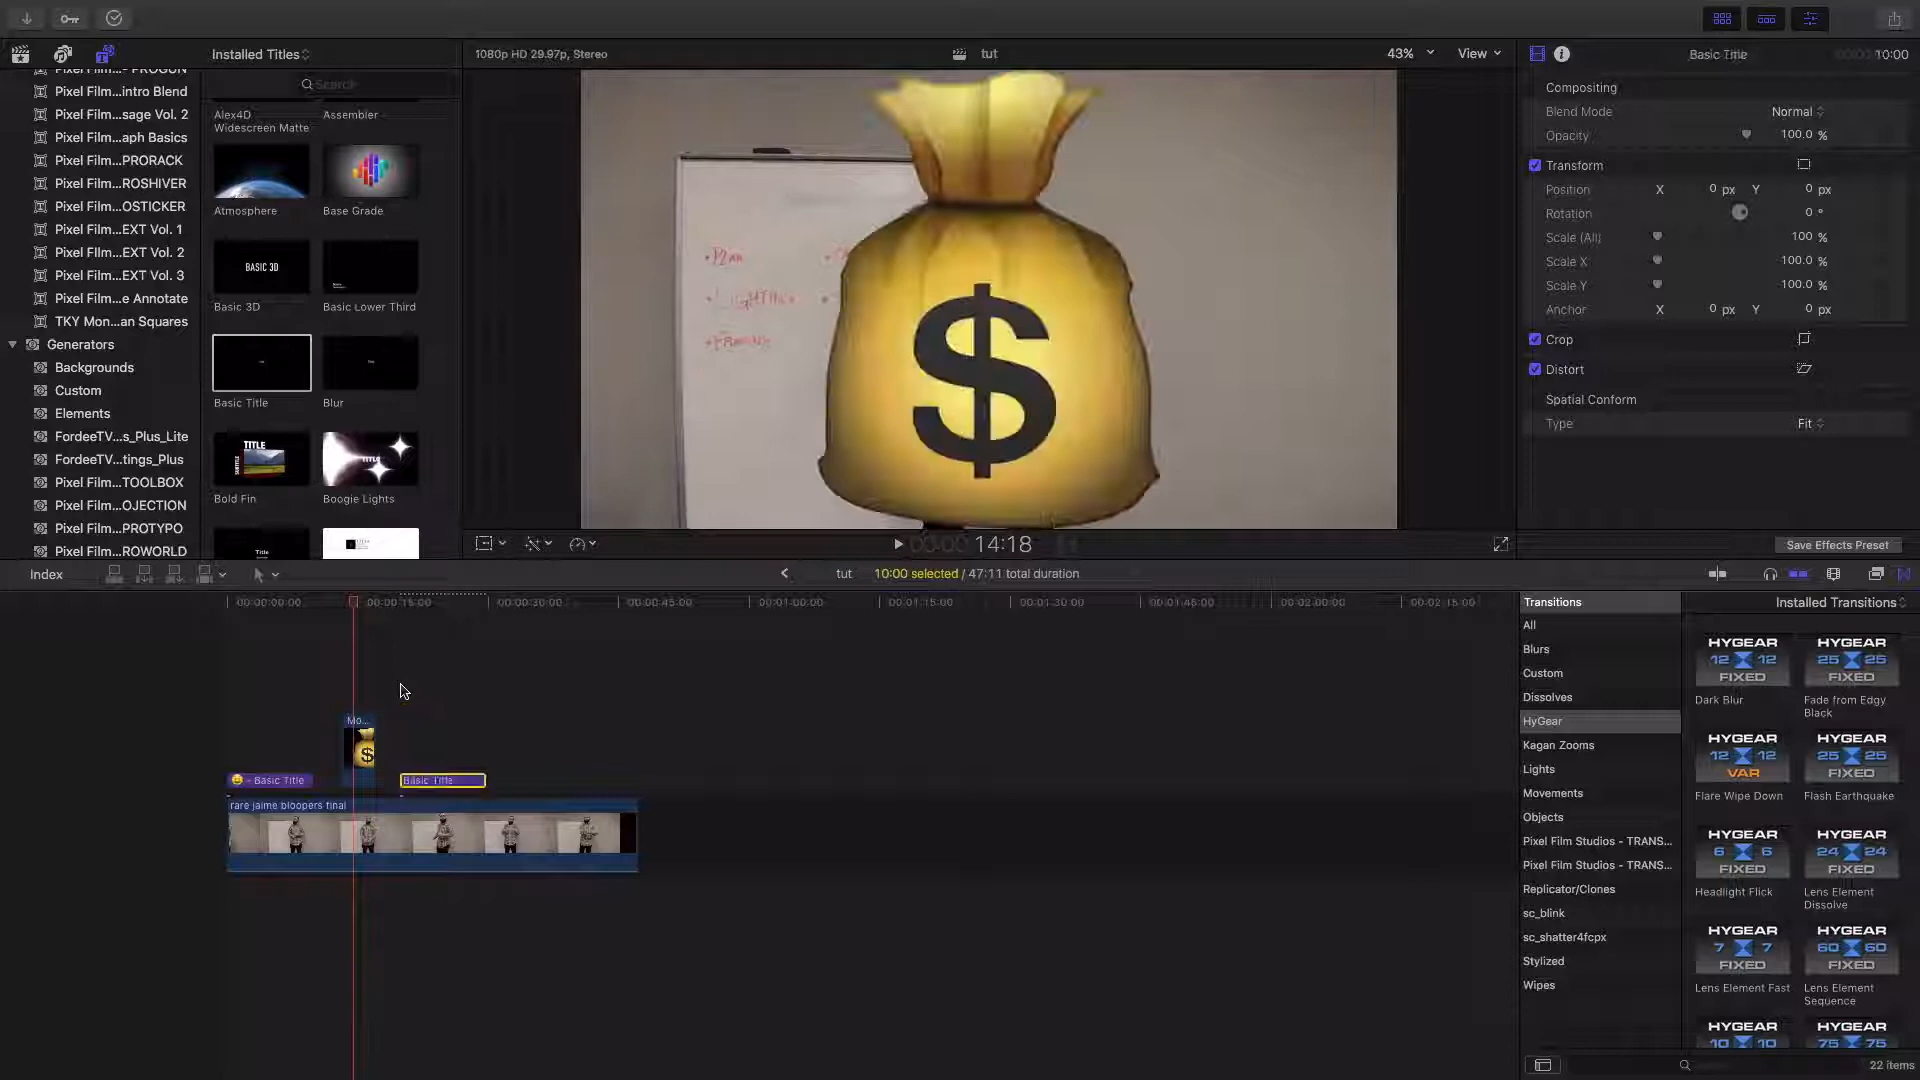 Installed Titles
1080p HD 29.97p, Stereo
tut
43%
View
Basic Title
10:00
Pixel Film...intro Blend
Pixel Film...sage Vol. 2
Pixel Film...aph Basics
Pixel Film...PRORACK
Pixel Film...ROSHIVER
Pixel Film...OSTICKER
Pixel Film...EXT Vol. 1
Pixel Film...EXT Vol. 2
Pixel Film...EXT Vol. 3
Pixel Film...e Annotate
TKY Mon...an Squares
Generators
Backgrounds
Custom
Elements
FordeeTV...s_Plus_Lite
FordeeTV...tings_Plus
Pixel Film...TOOLBOX
Pixel Film...OJECTION
Pixel Film...PROTYPO
Pixel Film...ROWORLD
Search
Alex4D
Widescreen Matte
Assembler
Atmosphere
Base Grade
BASIC 3D
Basic 3D
Basic Lower Third
Basic Title
Blur
TITLE
Bold Fin
Boogie Lights
Title
• Plan
$
Compositing
Blend Mode
Normal
Opacity
100.0 %
Transform
Position X 0 px Y 0 px
Rotation 0 °
Scale (All) 100 %
Scale X 100.0 %
Scale Y 100.0 %
Anchor X 0 px Y 0 px
Crop
Distort
Spatial Conform
Type
Fit
14:18
Save Effects Preset
Index
tut
10:00 selected / 47:11 total duration
00:00:00:00
00:00:15:00
00:00:30:00
00:00:45:00
00:01:00:00
00:01:15:00
00:01:30:00
00:01:45:00
00:02:00:00
00:02:15:00
Mo...
$
- Basic Title
Basic Title
rare jaime bloopers final
Transitions
Installed Transitions
All
Blurs
Custom
Dissolves
HyGear
Kagan Zooms
Lights
Movements
Objects
Pixel Film Studios - TRANS...
Pixel Film Studios - TRANS...
Replicator/Clones
sc_blink
sc_shatter4fcpx
Stylized
Wipes
HYGEAR
12 12
FIXED
Dark Blur
HYGEAR
25 25
FIXED
Fade from Edgy
Black
HYGEAR
12 12
VAR
Flare Wipe Down
HYGEAR
25 25
FIXED
Flash Earthquake
HYGEAR
6 6
FIXED
Headlight Flick
HYGEAR
24 24
FIXED
Lens Element
Dissolve
HYGEAR
7 7
FIXED
Lens Element Fast
HYGEAR
60 60
FIXED
Lens Element
Sequence
HYGEAR
10 10
HYGEAR
75 75
22 items